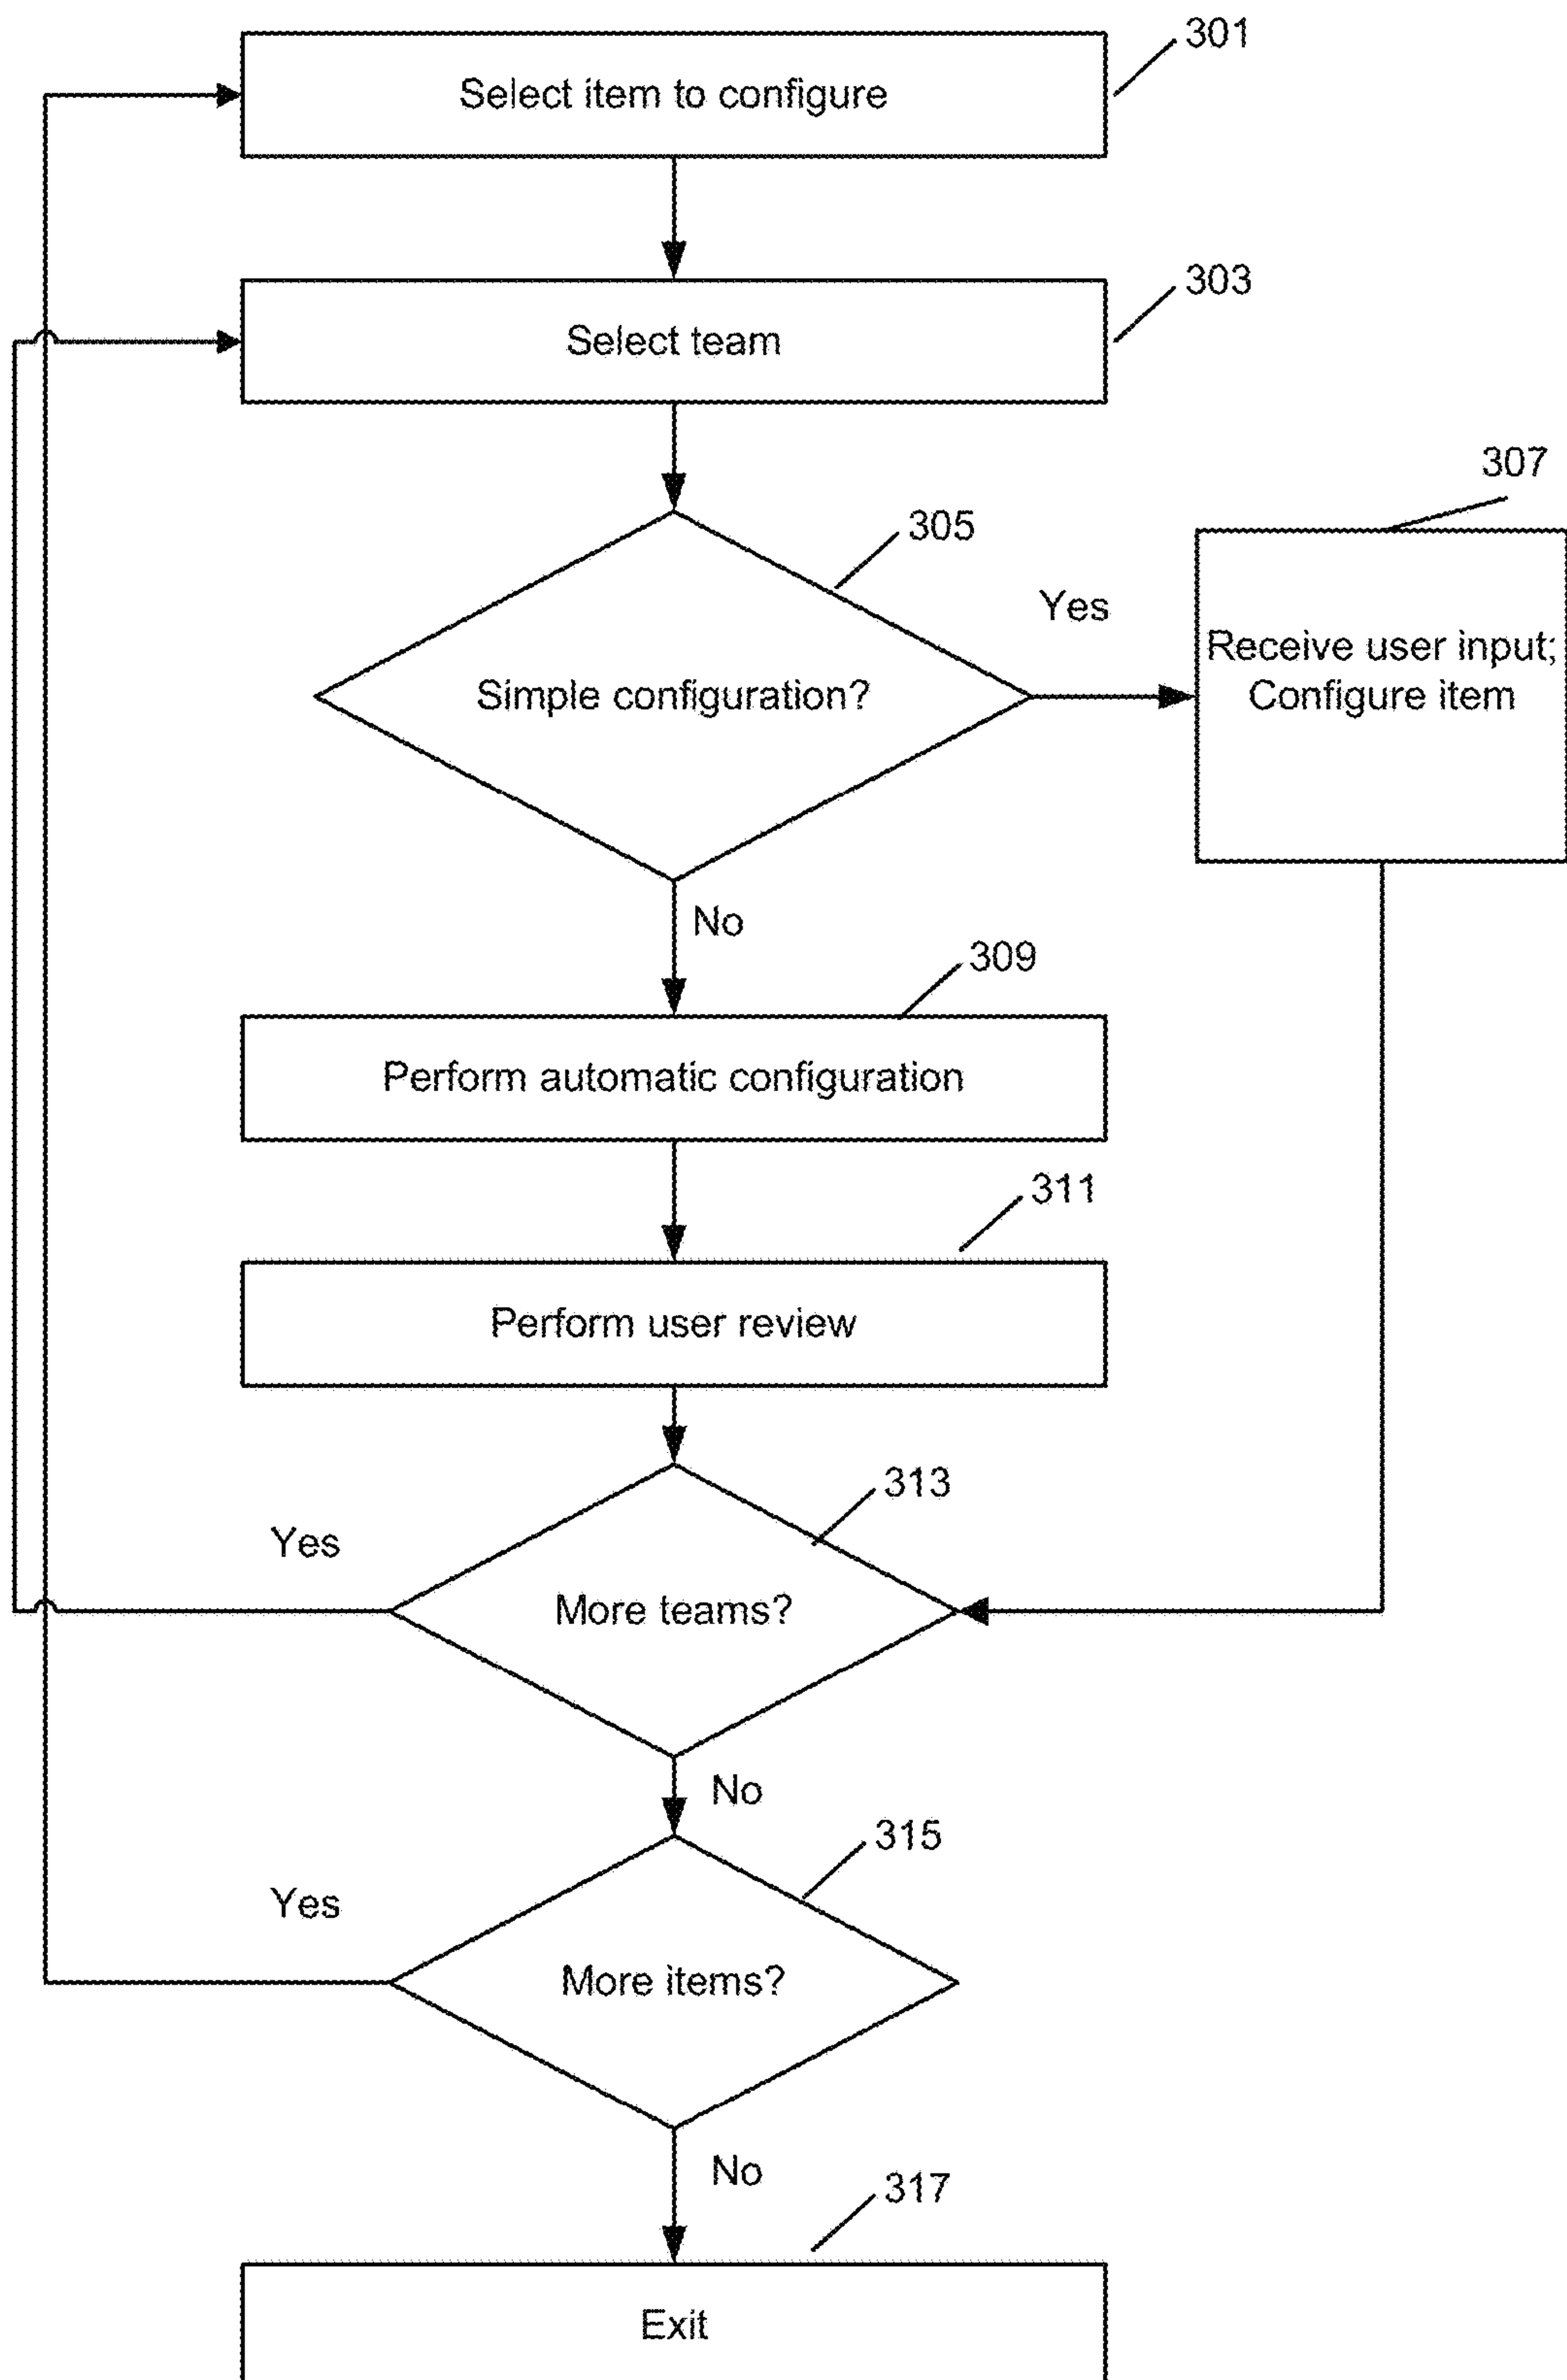 301
Select item to configure
303
Select team
307
305
Yes
Receive user input;
Configure item
Simple configuration?
No
309
Perform automatic configuration
311
Perform user review
313
Yes
More teams?
No
315
Yes
More items?
No
317
Exit